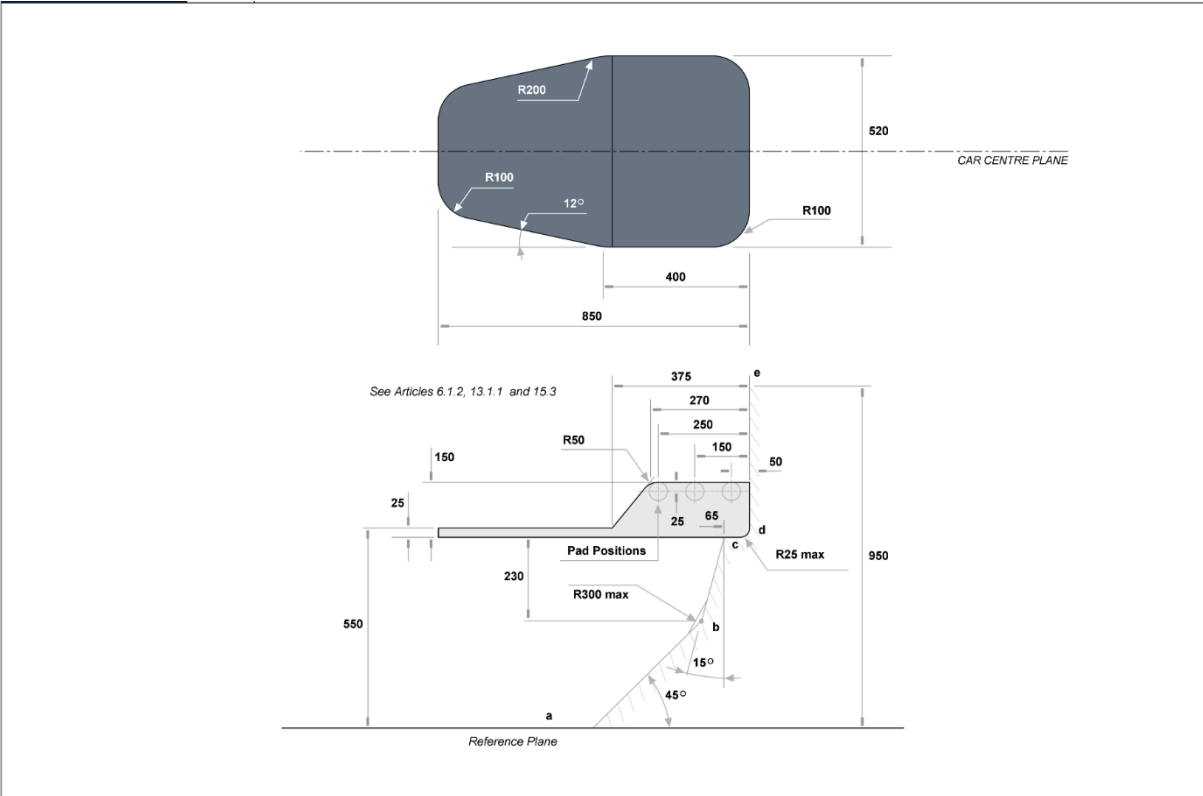 R200
520
CAR CENTRE PLANE
R100
12°
R100
400
850
See Articles 6.1.2, 13.1.1 and 15.3
375
e
270
250
R50
150
150
50
25
25
65
d
c
Pad Positions
R25 max
950
230
R300 max
550
b
15°
45°
a
Reference Plane